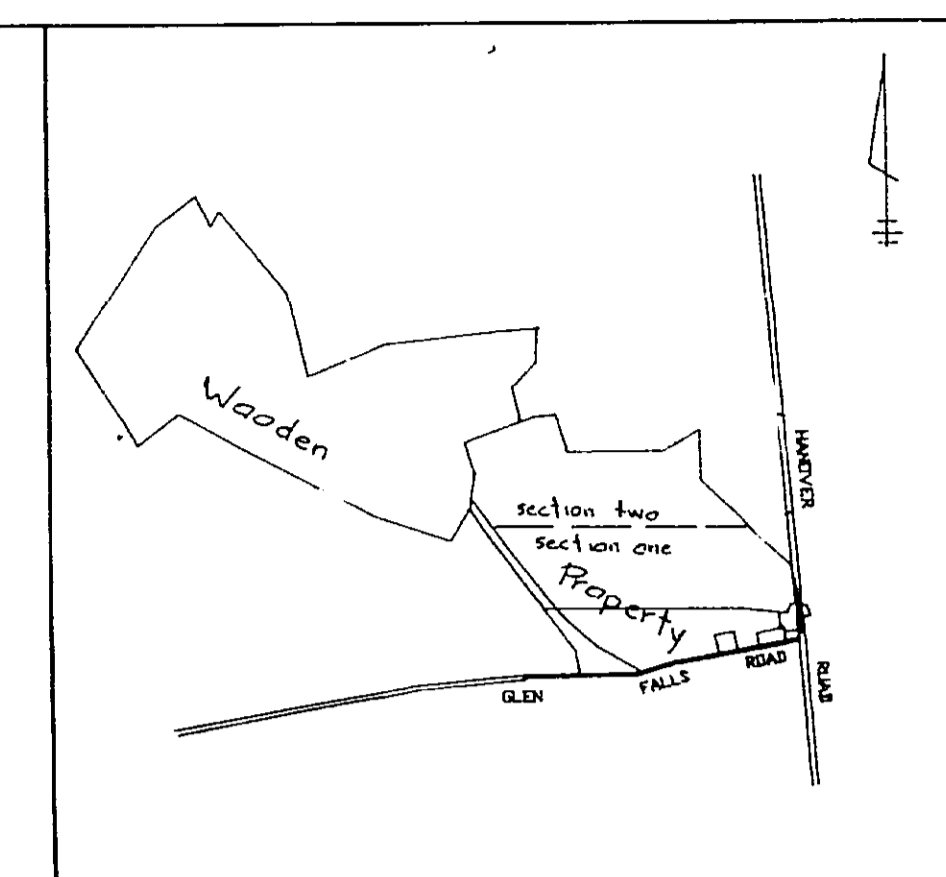 Wooden
HANOVER
section two
section one
Property
ROAD
FALLS
GLEN
ROAD